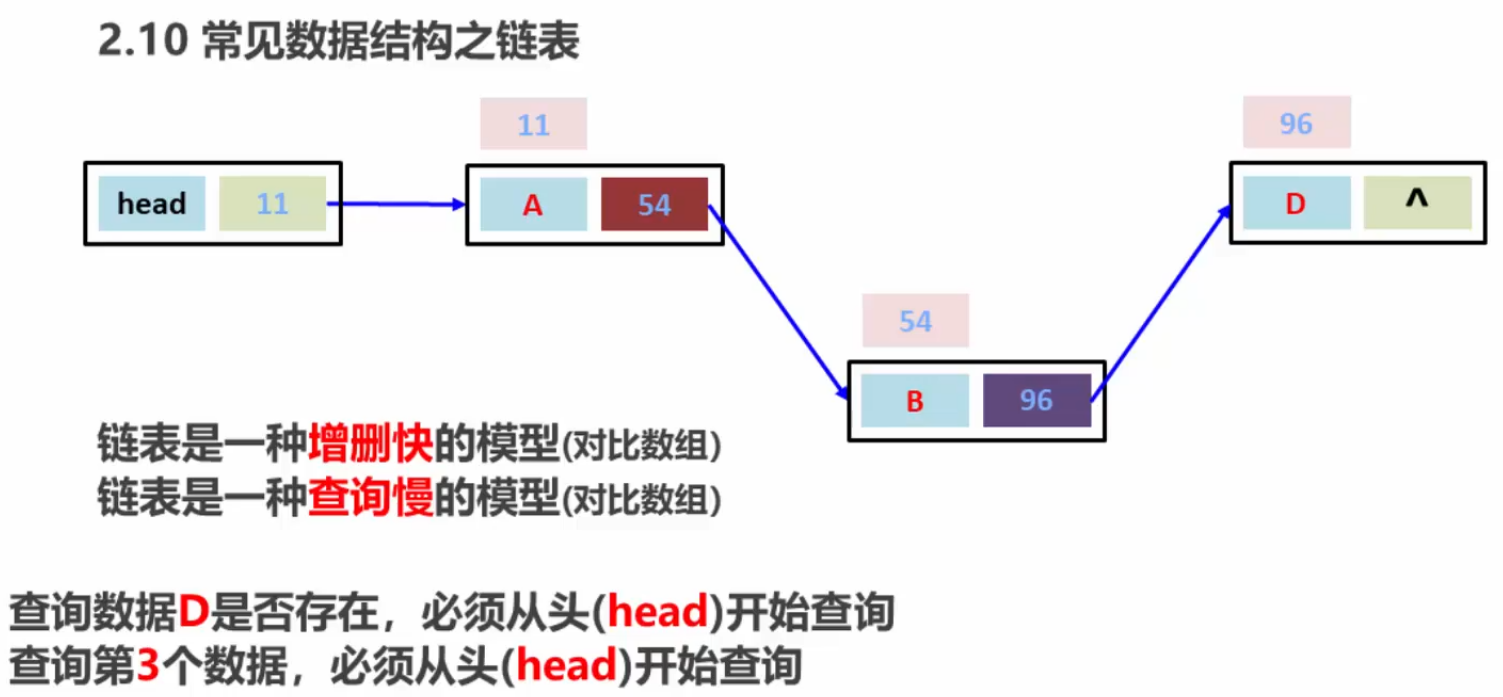 2.10 常见数据结构之链表
11
96
head 11
A 54
D ^
54
B 96
链表是一种增删快的模型(对比数组)
链表是一种查询慢的模型(对比数组)
查询数据D是否存在，必须从头(head)开始查询
查询第3个数据，必须从头(head)开始查询